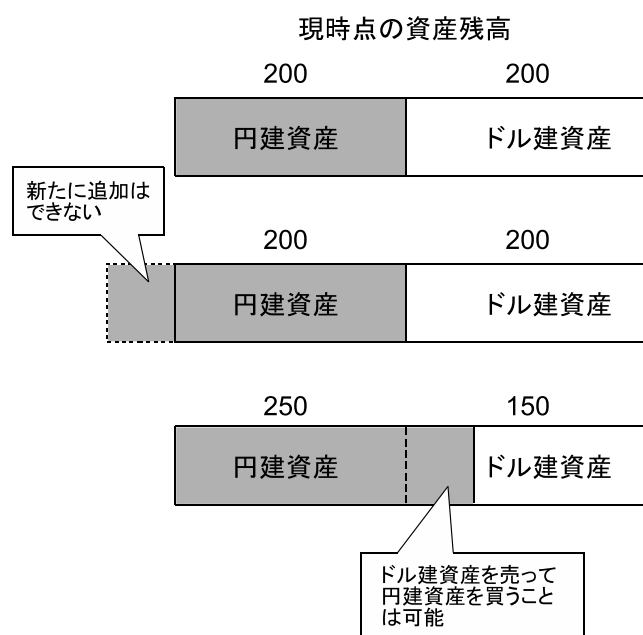 現時点の資産残高
200 200
円建資産 ドル建資産
新たに追加は
できない
200 200
円建資産 ドル建資産
250 150
円建資産 ドル建資産
ドル建資産を売って
円建資産を買うこと
は可能